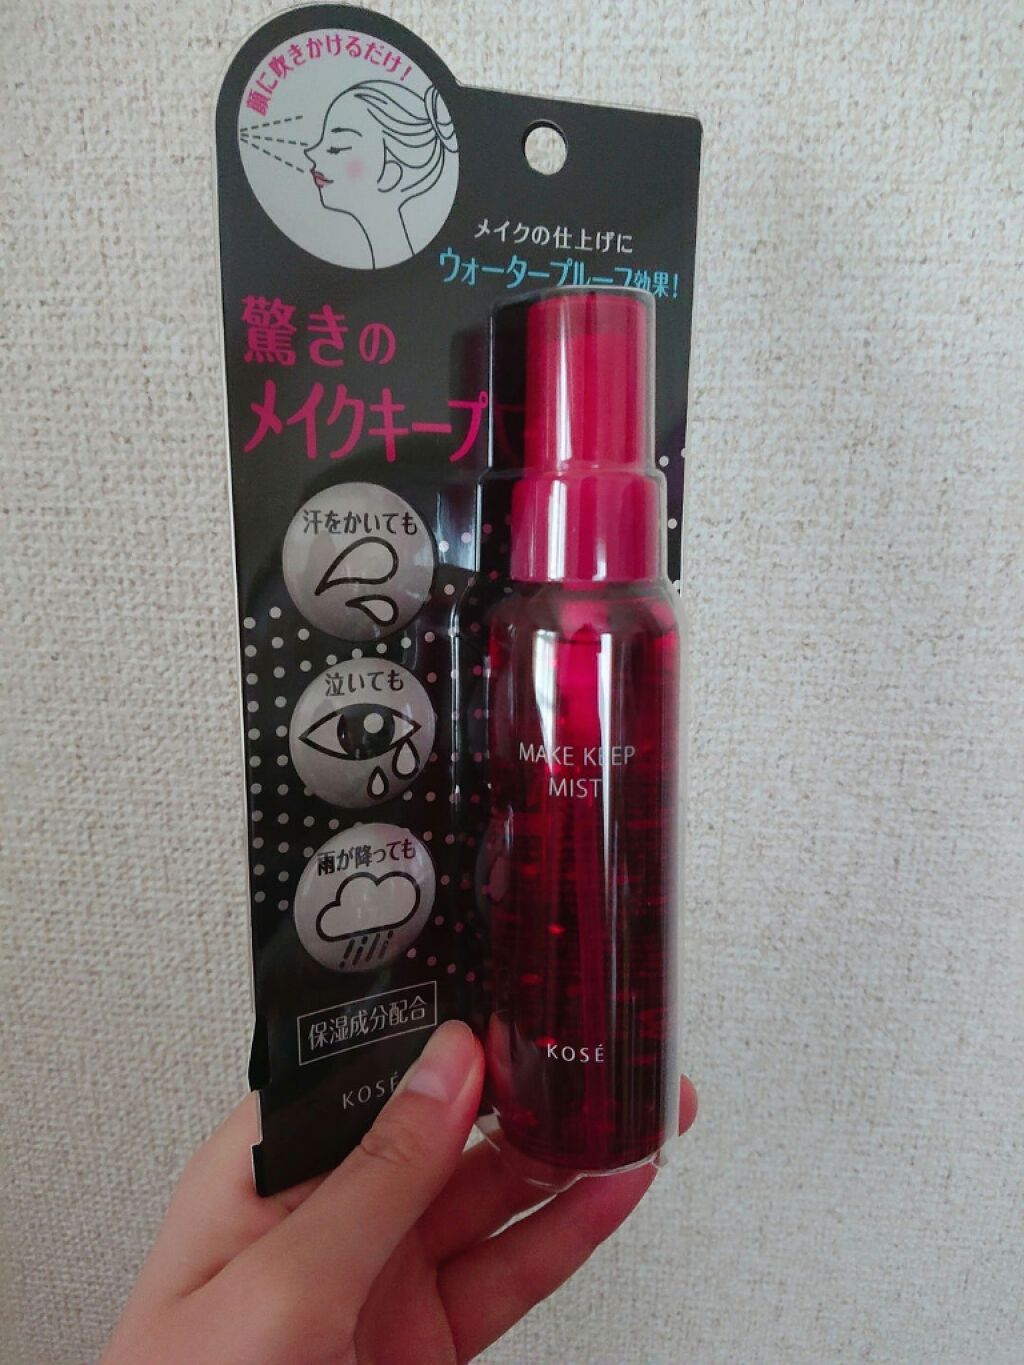 顔に吹きかけるだけ!
メイクの仕上げに
ウォータープルーフ効果!
驚きの
メイクキープ
汗をかいても
泣いても
雨が降っても
保湿成分配合
KOSÉ
MAKE KEEP
MIST
KOSÉ